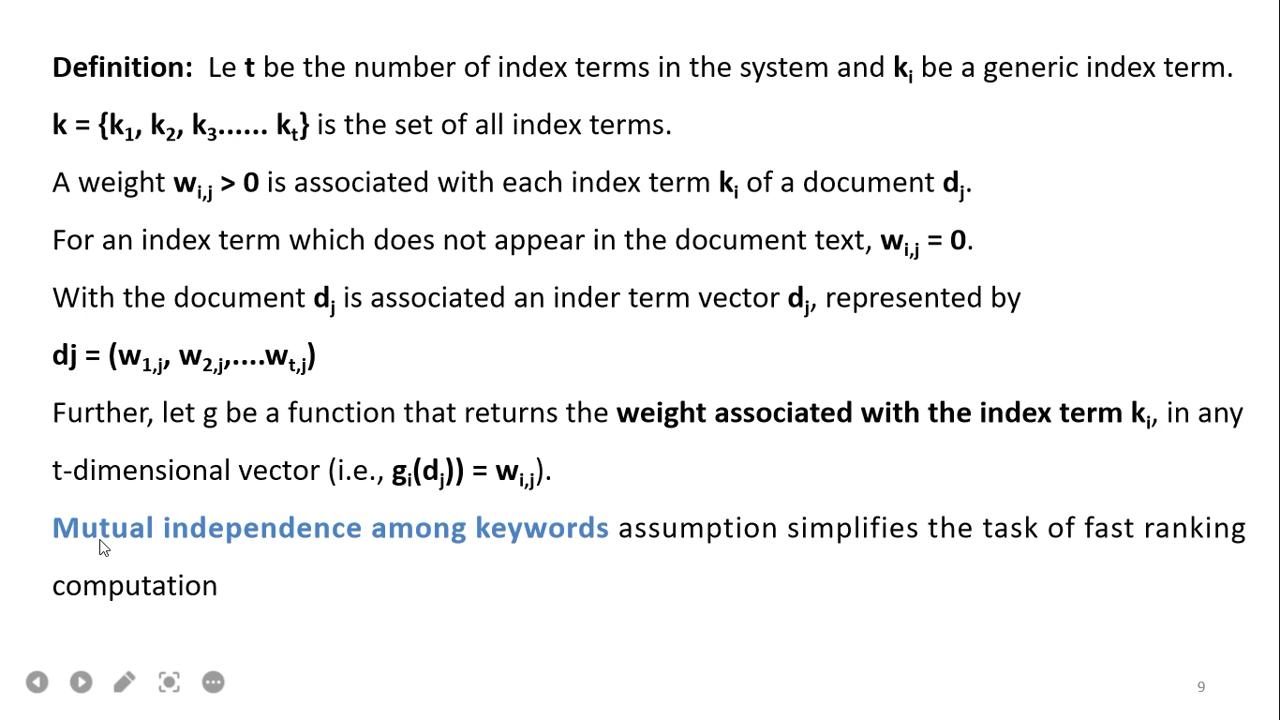 Definition: Le t be the number of index terms in the system and kᵢ be a generic index term.
k = {k₁, k₂, k₃...... kₜ} is the set of all index terms.
A weight wᵢ,ⱼ > 0 is associated with each index term kᵢ of a document dⱼ.
For an index term which does not appear in the document text, wᵢ,ⱼ = 0.
With the document dⱼ is associated an inder term vector dⱼ, represented by
dj = (w₁,ⱼ, w₂,ⱼ,....wₜ,ⱼ)
Further, let g be a function that returns the weight associated with the index term kᵢ, in any
t-dimensional vector (i.e., gᵢ(dⱼ)) = wᵢ,ⱼ).
Mutual independence among keywords assumption simplifies the task of fast ranking
computation
9